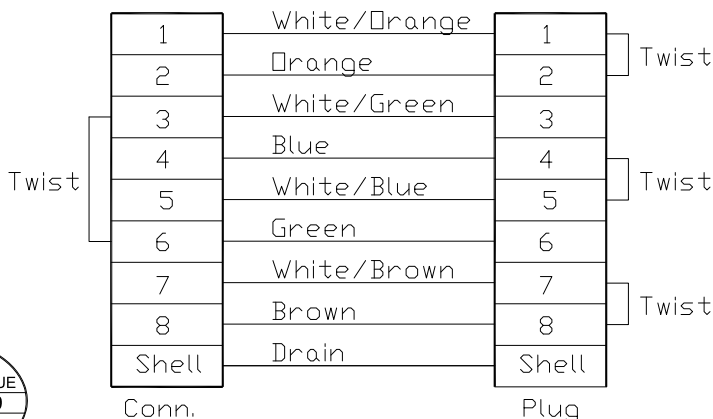 1 White/Orange 1
2 Orange 2 Twist
3 White/Green 3
4 Blue 4
Twist 5 White/Blue 5 Twist
6 Green 6
7 White/Brown 7
8 Brown 8 Twist
Shell Drain Shell
Conn. Plug